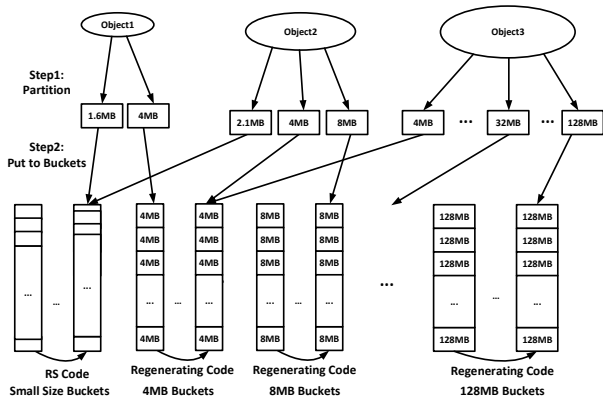 Object1
Object2
Object3
Step1:
Partition
1.6MB
4MB
2.1MB
4MB
8MB
4MB
...
32MB
...
128MB
Step2:
Put to Buckets
4MB
4MB
8MB
8MB
128MB
128MB
4MB
4MB
8MB
8MB
128MB
128MB
4MB
4MB
8MB
8MB
128MB
128MB
...
...
...
...
...
...
...
...
...
...
...
...
...
4MB
4MB
8MB
8MB
128MB
128MB
RS Code
Small Size Buckets
Regenerating Code
4MB Buckets
Regenerating Code
8MB Buckets
Regenerating Code
128MB Buckets